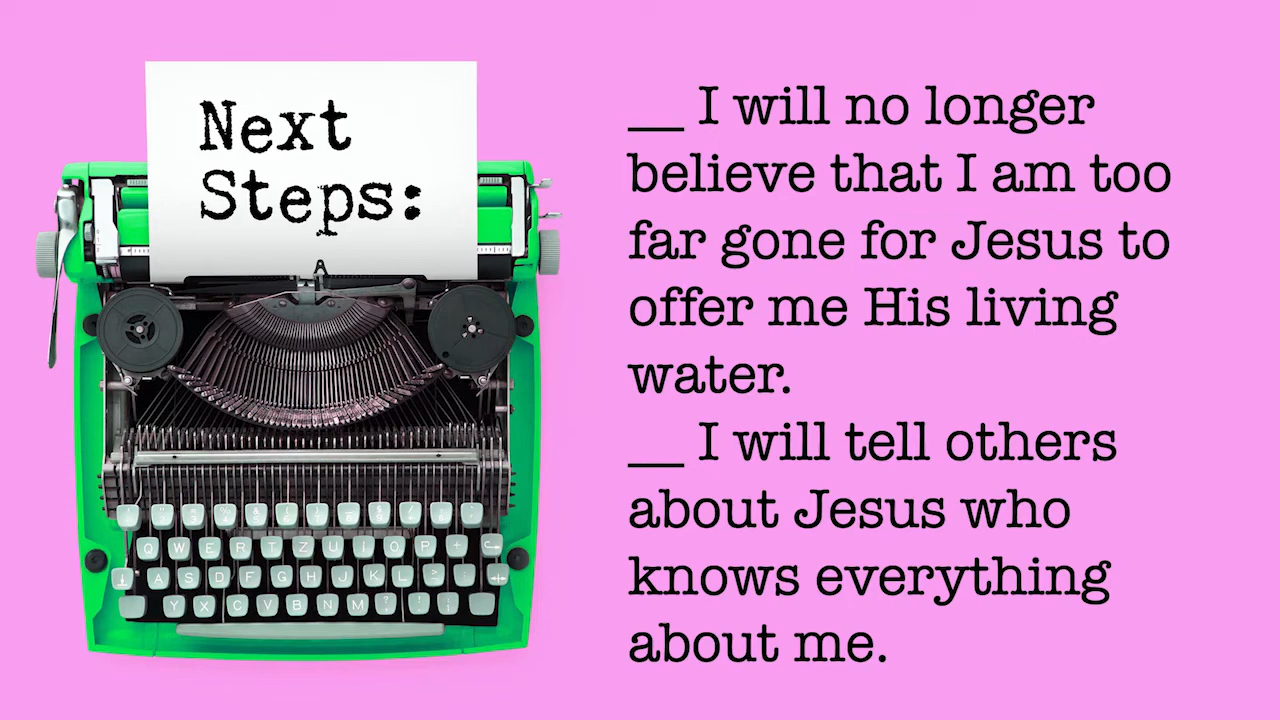 Next
Steps:
__ I will no longer
believe that I am too
far gone for Jesus to
offer me His living
water.
__ I will tell others
about Jesus who
knows everything
about me.
Q W E R T Z U I O P +
A S D F G H J K L
Y X C V B N M